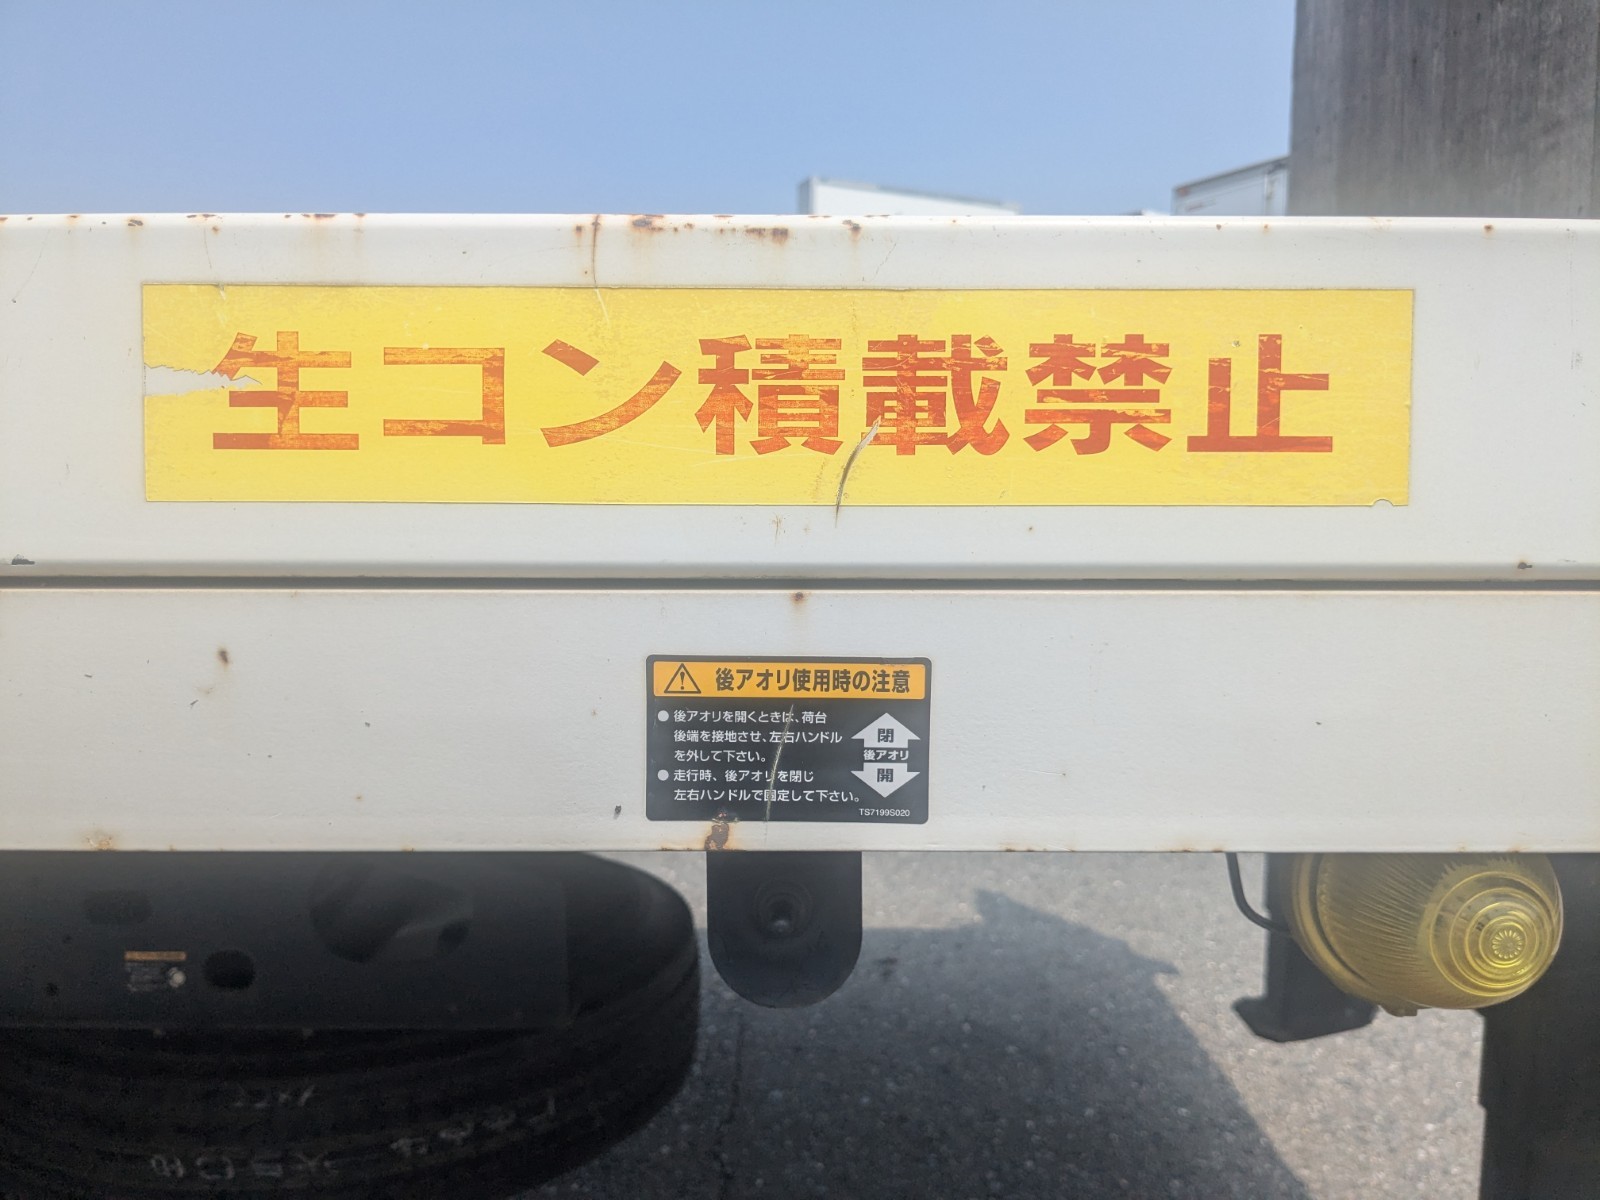 生コン積載禁止
後アオリ使用時の注意
● 後アオリを開くときは、荷台
後端を接地させ、左右ハンドル
を外して下さい。
● 走行時、後アオリを閉じ
左右ハンドルで固定して下さい。
閉
後アオリ
開
TS7199S020